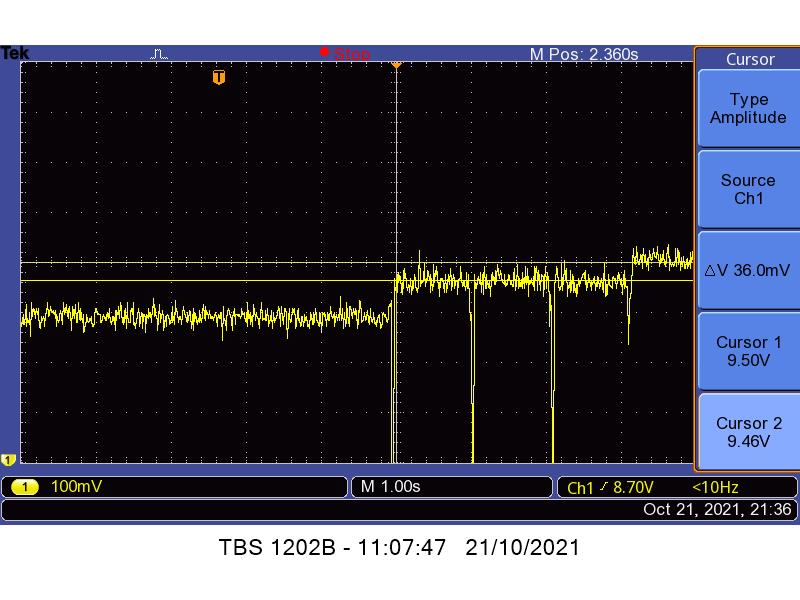 Tek Stop M Pos: 2.360s
T
Cursor
Type
Amplitude
Source
Ch1
△V 36.0mV
Cursor 1
9.50V
Cursor 2
9.46V
1
1 100mV M 1.00s Ch1 8.70V <10Hz
Oct 21, 2021, 21:36
TBS 1202B - 11:07:47 21/10/2021